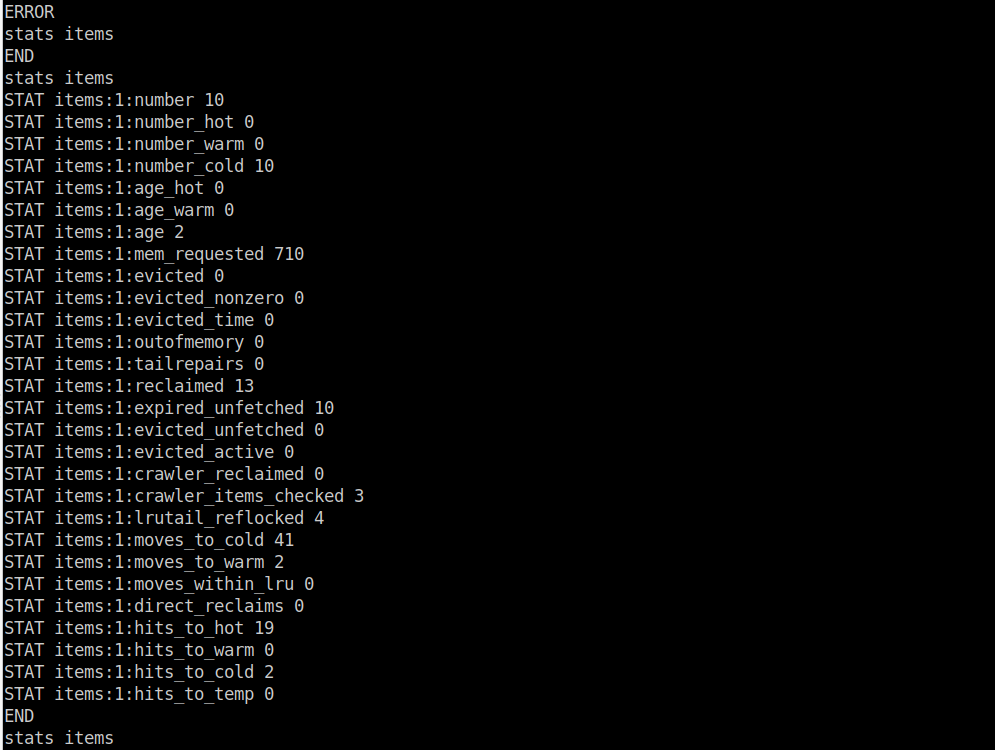 ERROR
stats items
END
stats items
STAT items:1:number 10
STAT items:1:number_hot 0
STAT items:1:number_warm 0
STAT items:1:number_cold 10
STAT items:1:age_hot 0
STAT items:1:age_warm 0
STAT items:1:age 2
STAT items:1:mem_requested 710
STAT items:1:evicted 0
STAT items:1:evicted_nonzero 0
STAT items:1:evicted_time 0
STAT items:1:outofmemory 0
STAT items:1:tailrepairs 0
STAT items:1:reclaimed 13
STAT items:1:expired_unfetched 10
STAT items:1:evicted_unfetched 0
STAT items:1:evicted_active 0
STAT items:1:crawler_reclaimed 0
STAT items:1:crawler_items_checked 3
STAT items:1:lrutail_reflocked 4
STAT items:1:moves_to_cold 41
STAT items:1:moves_to_warm 2
STAT items:1:moves_within_lru 0
STAT items:1:direct_reclaims 0
STAT items:1:hits_to_hot 19
STAT items:1:hits_to_warm 0
STAT items:1:hits_to_cold 2
STAT items:1:hits_to_temp 0
END
stats items